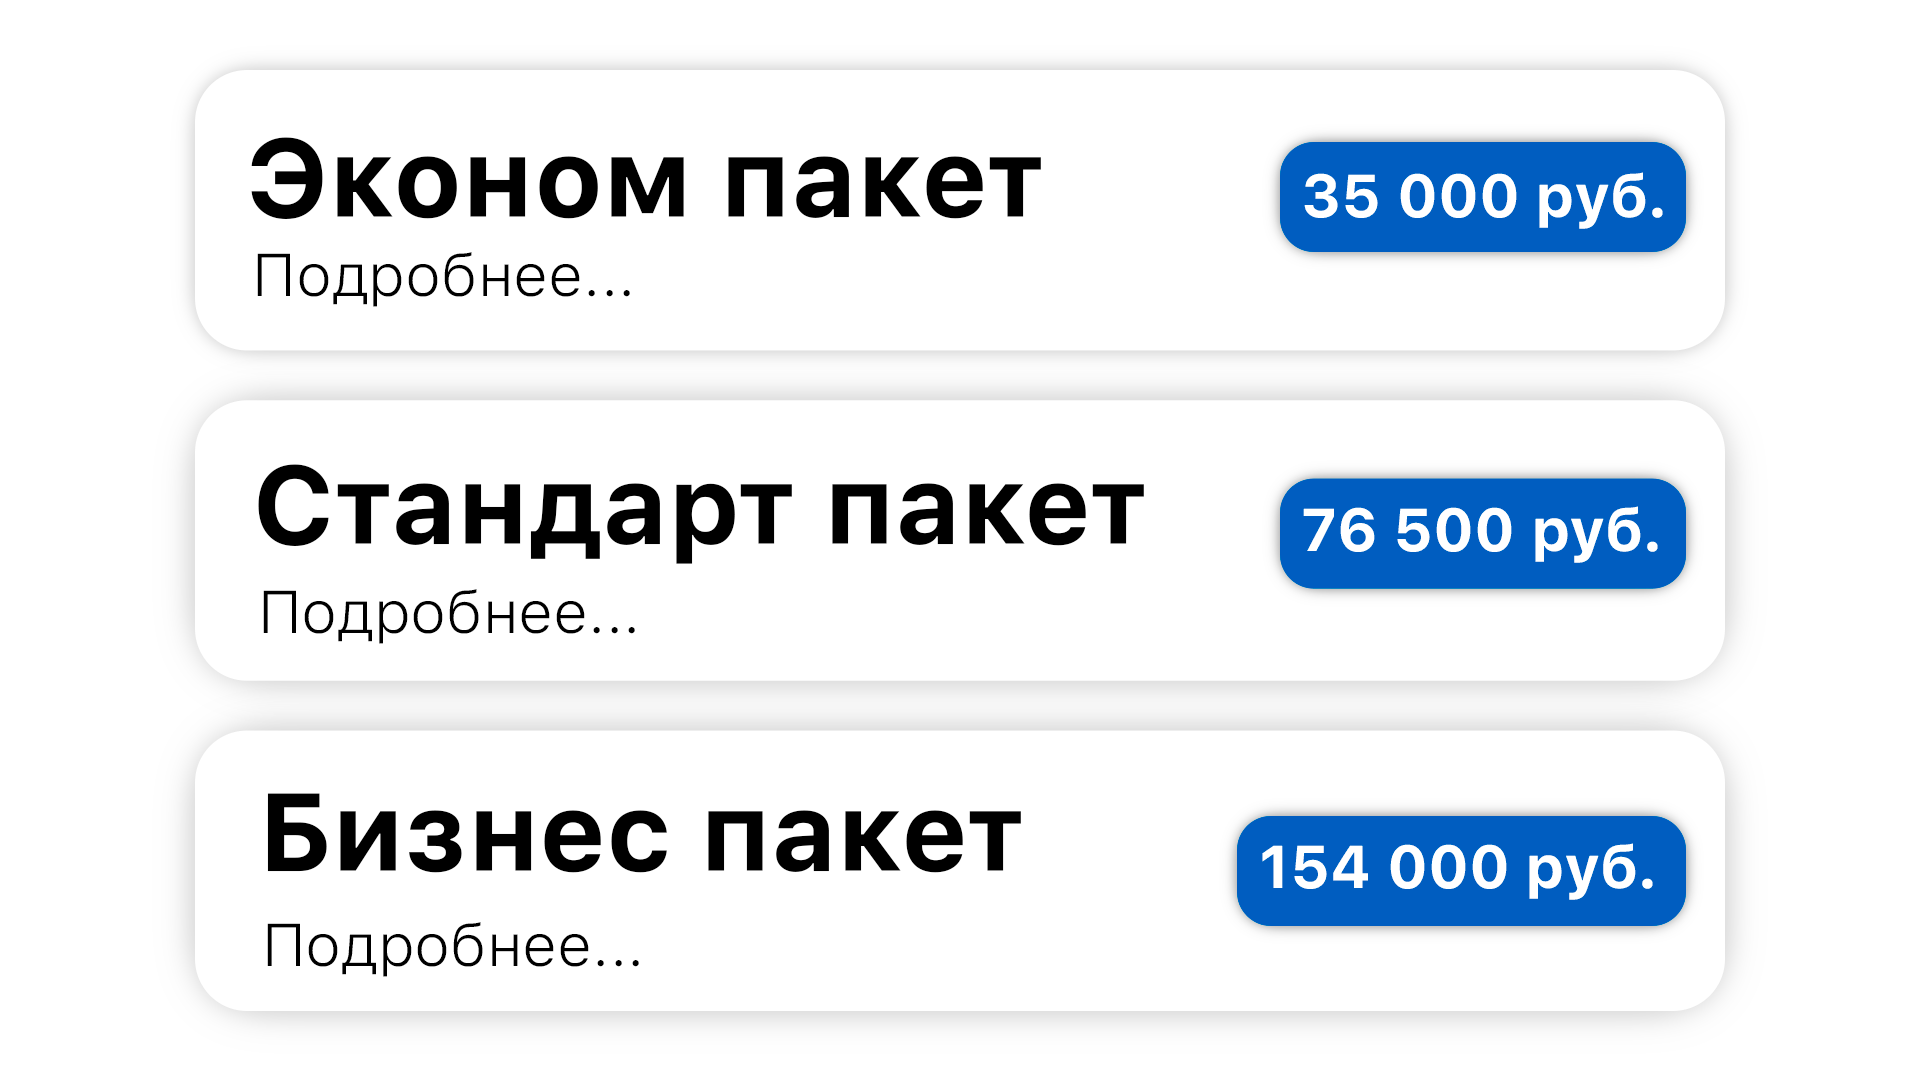 Эконом пакет
35 000 руб.
Подробнее...
Стандарт пакет
76 500 руб.
Подробнее...
Бизнес пакет
154 000 руб.
Подробнее...